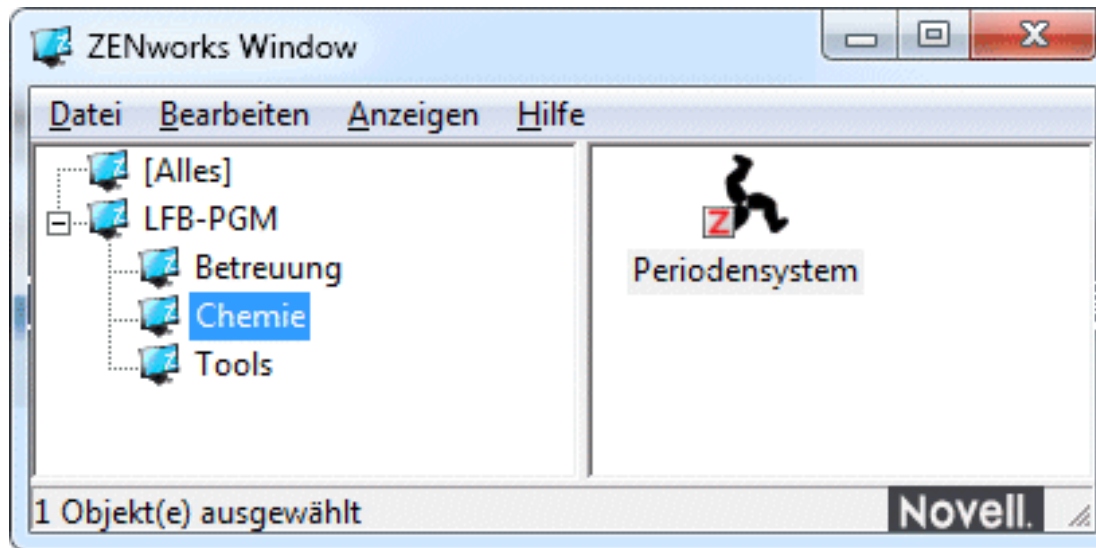 ZENworks Window
Datei Bearbeiten Anzeigen Hilfe
[Alles]
LFB-PGM
Betreuung
Chemie
Tools
Periodensystem
1 Objekt(e) ausgewählt
Novell.